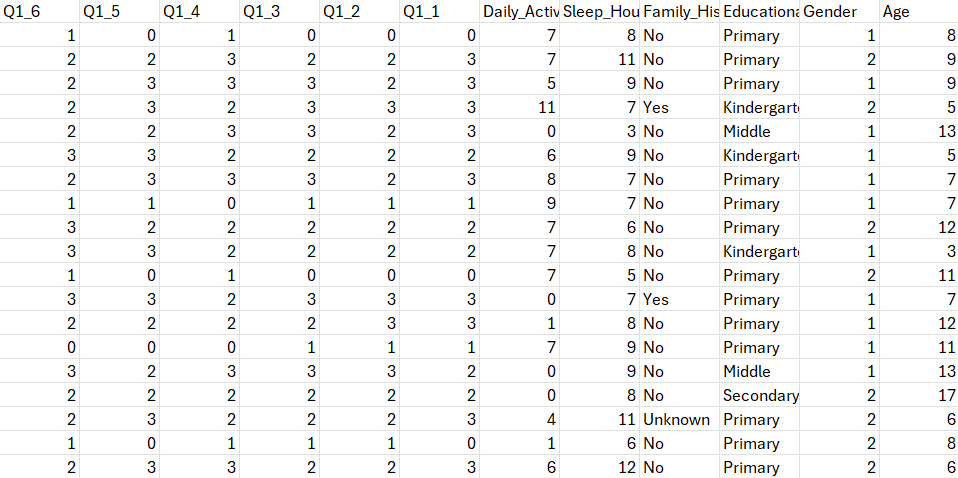 Q1_6 Q1_5 Q1_4 Q1_3 Q1_2 Q1_1 Daily_Activ Sleep_Hou Family_His Educationa Gender Age
1 0 1 0 0 0 7 8 No Primary 1 8
2 2 3 2 2 3 7 11 No Primary 2 9
2 3 3 3 2 3 5 9 No Primary 1 9
2 3 2 3 3 3 11 7 Yes Kindergart 2 5
2 2 3 3 2 3 0 3 No Middle 1 13
3 3 2 2 2 2 6 9 No Kindergart 1 5
2 3 3 3 2 3 8 7 No Primary 1 7
1 1 0 1 1 1 9 7 No Primary 1 7
3 2 2 2 2 2 7 6 No Primary 2 12
3 3 2 2 2 2 7 8 No Kindergart 1 3
1 0 1 0 0 0 7 5 No Primary 2 11
3 3 2 3 3 3 0 7 Yes Primary 1 7
2 2 2 2 3 3 1 8 No Primary 1 12
0 0 0 1 1 1 7 9 No Primary 1 11
3 2 3 3 3 2 0 9 No Middle 1 13
2 2 2 2 2 2 0 8 No Secondary 2 17
2 3 2 2 2 3 4 11 Unknown Primary 2 6
1 0 1 1 1 0 1 6 No Primary 2 8
2 3 3 2 2 3 6 12 No Primary 2 6